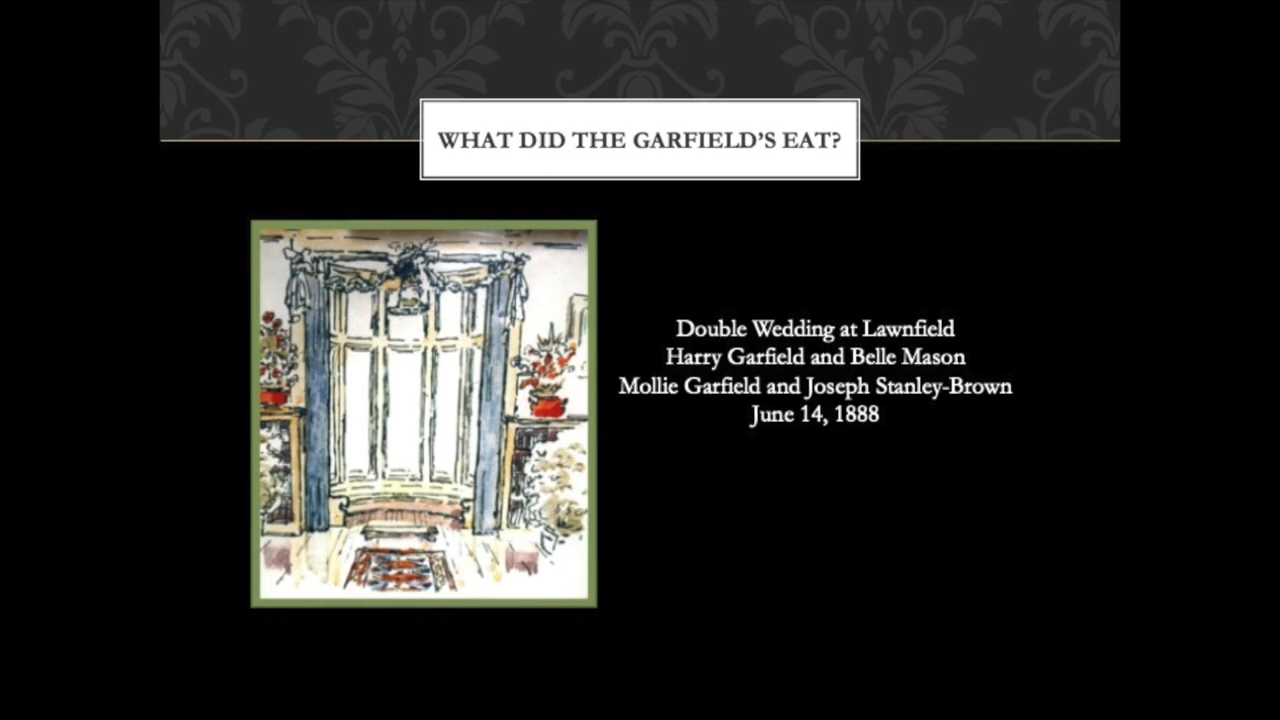 WHAT DID THE GARFIELD'S EAT?
Double Wedding at Lawnfield
Harry Garfield and Belle Mason
Mollie Garfield and Joseph Stanley-Brown
June 14, 1888